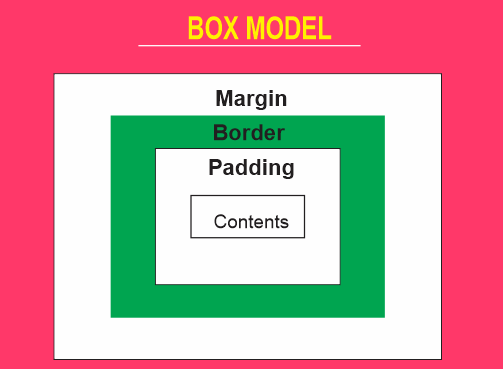 BOX MODEL
Margin
Border
Padding
Contents